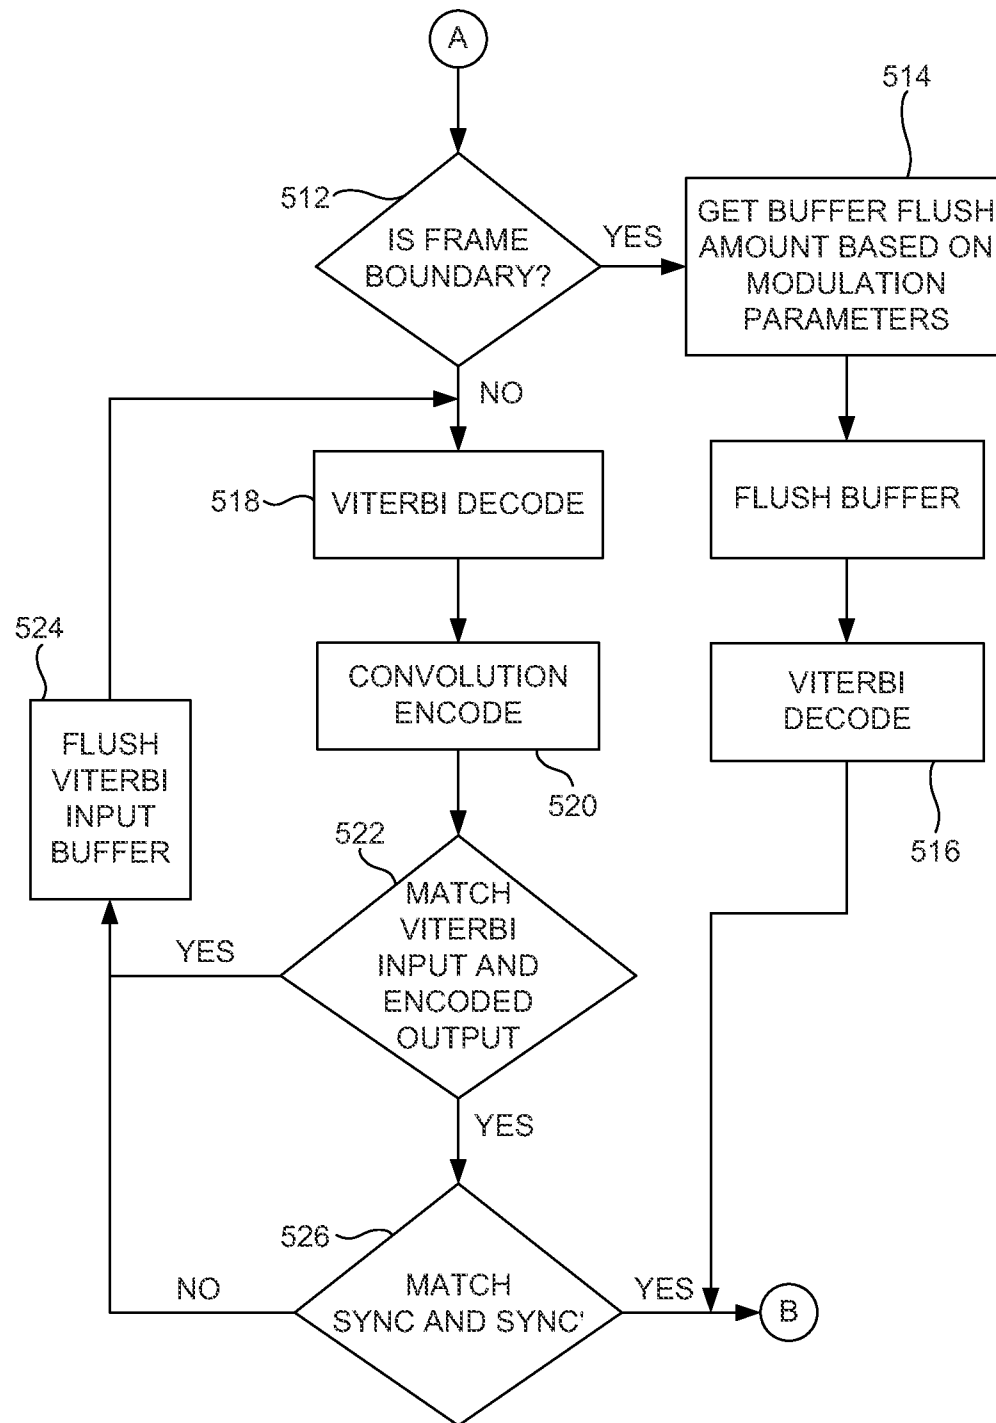 A
514
512
IS FRAME
BOUNDARY?
YES
GET BUFFER FLUSH
AMOUNT BASED ON
MODULATION
PARAMETERS
NO
518
VITERBI DECODE
FLUSH BUFFER
524
FLUSH
VITERBI
INPUT
BUFFER
CONVOLUTION
ENCODE
520
VITERBI
DECODE
516
522
MATCH
VITERBI
INPUT AND
ENCODED
OUTPUT
YES
YES
526
MATCH
SYNC AND SYNC'
NO
YES
B